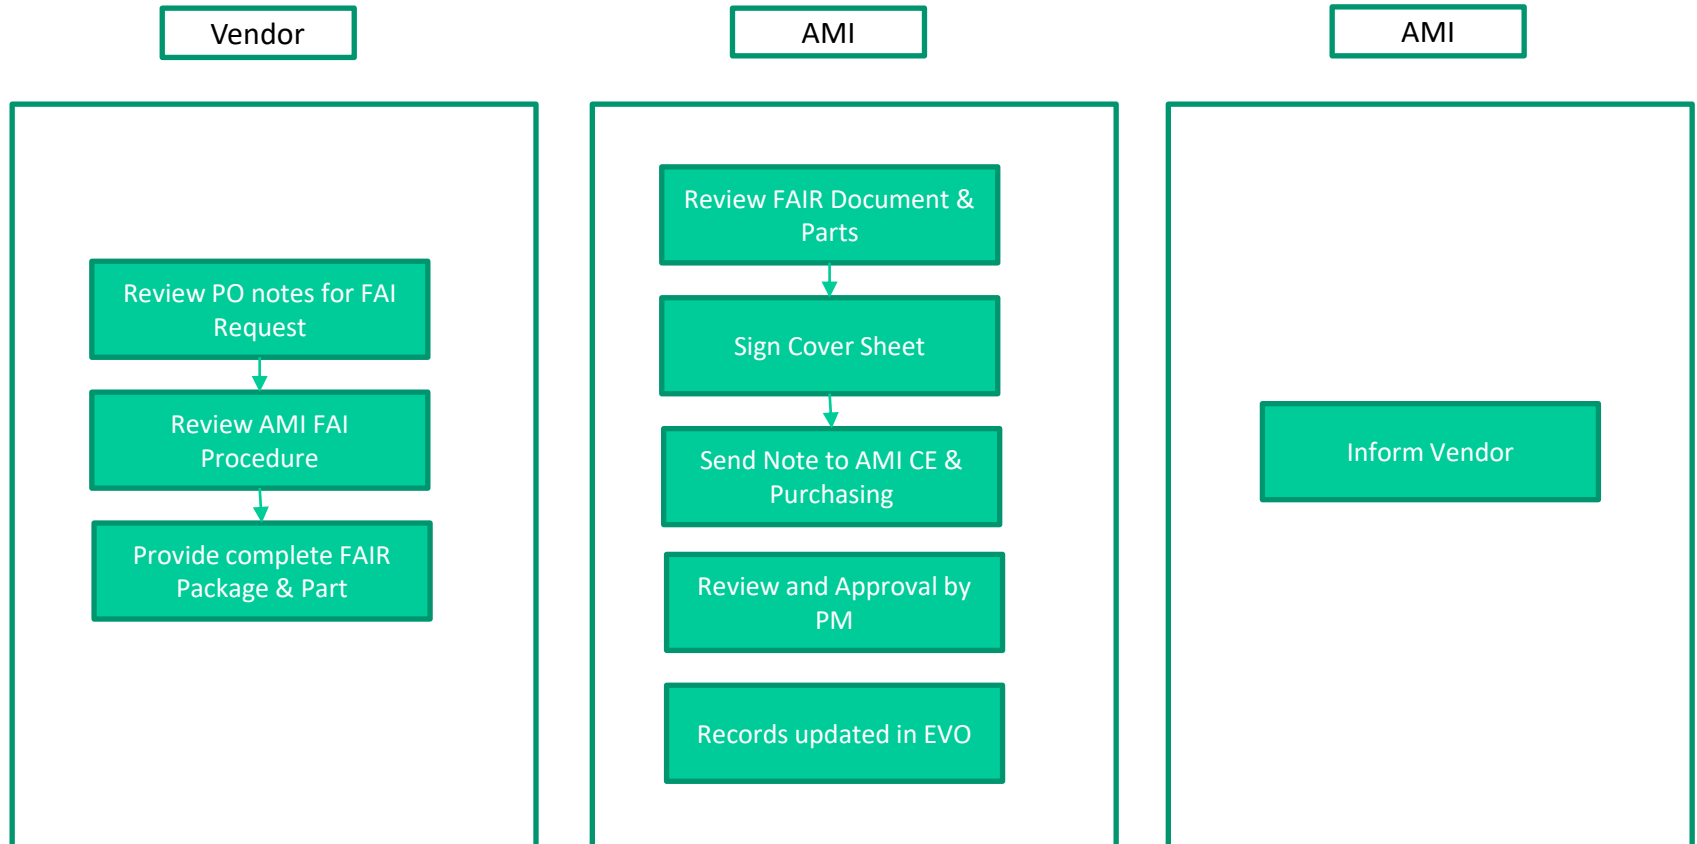 Vendor
AMI
AMI
Review PO notes for FAI
Request
Review AMI FAI
Procedure
Provide complete FAIR
Package & Part
Review FAIR Document &
Parts
Sign Cover Sheet
Send Note to AMI CE &
Purchasing
Review and Approval by
PM
Records updated in EVO
Inform Vendor